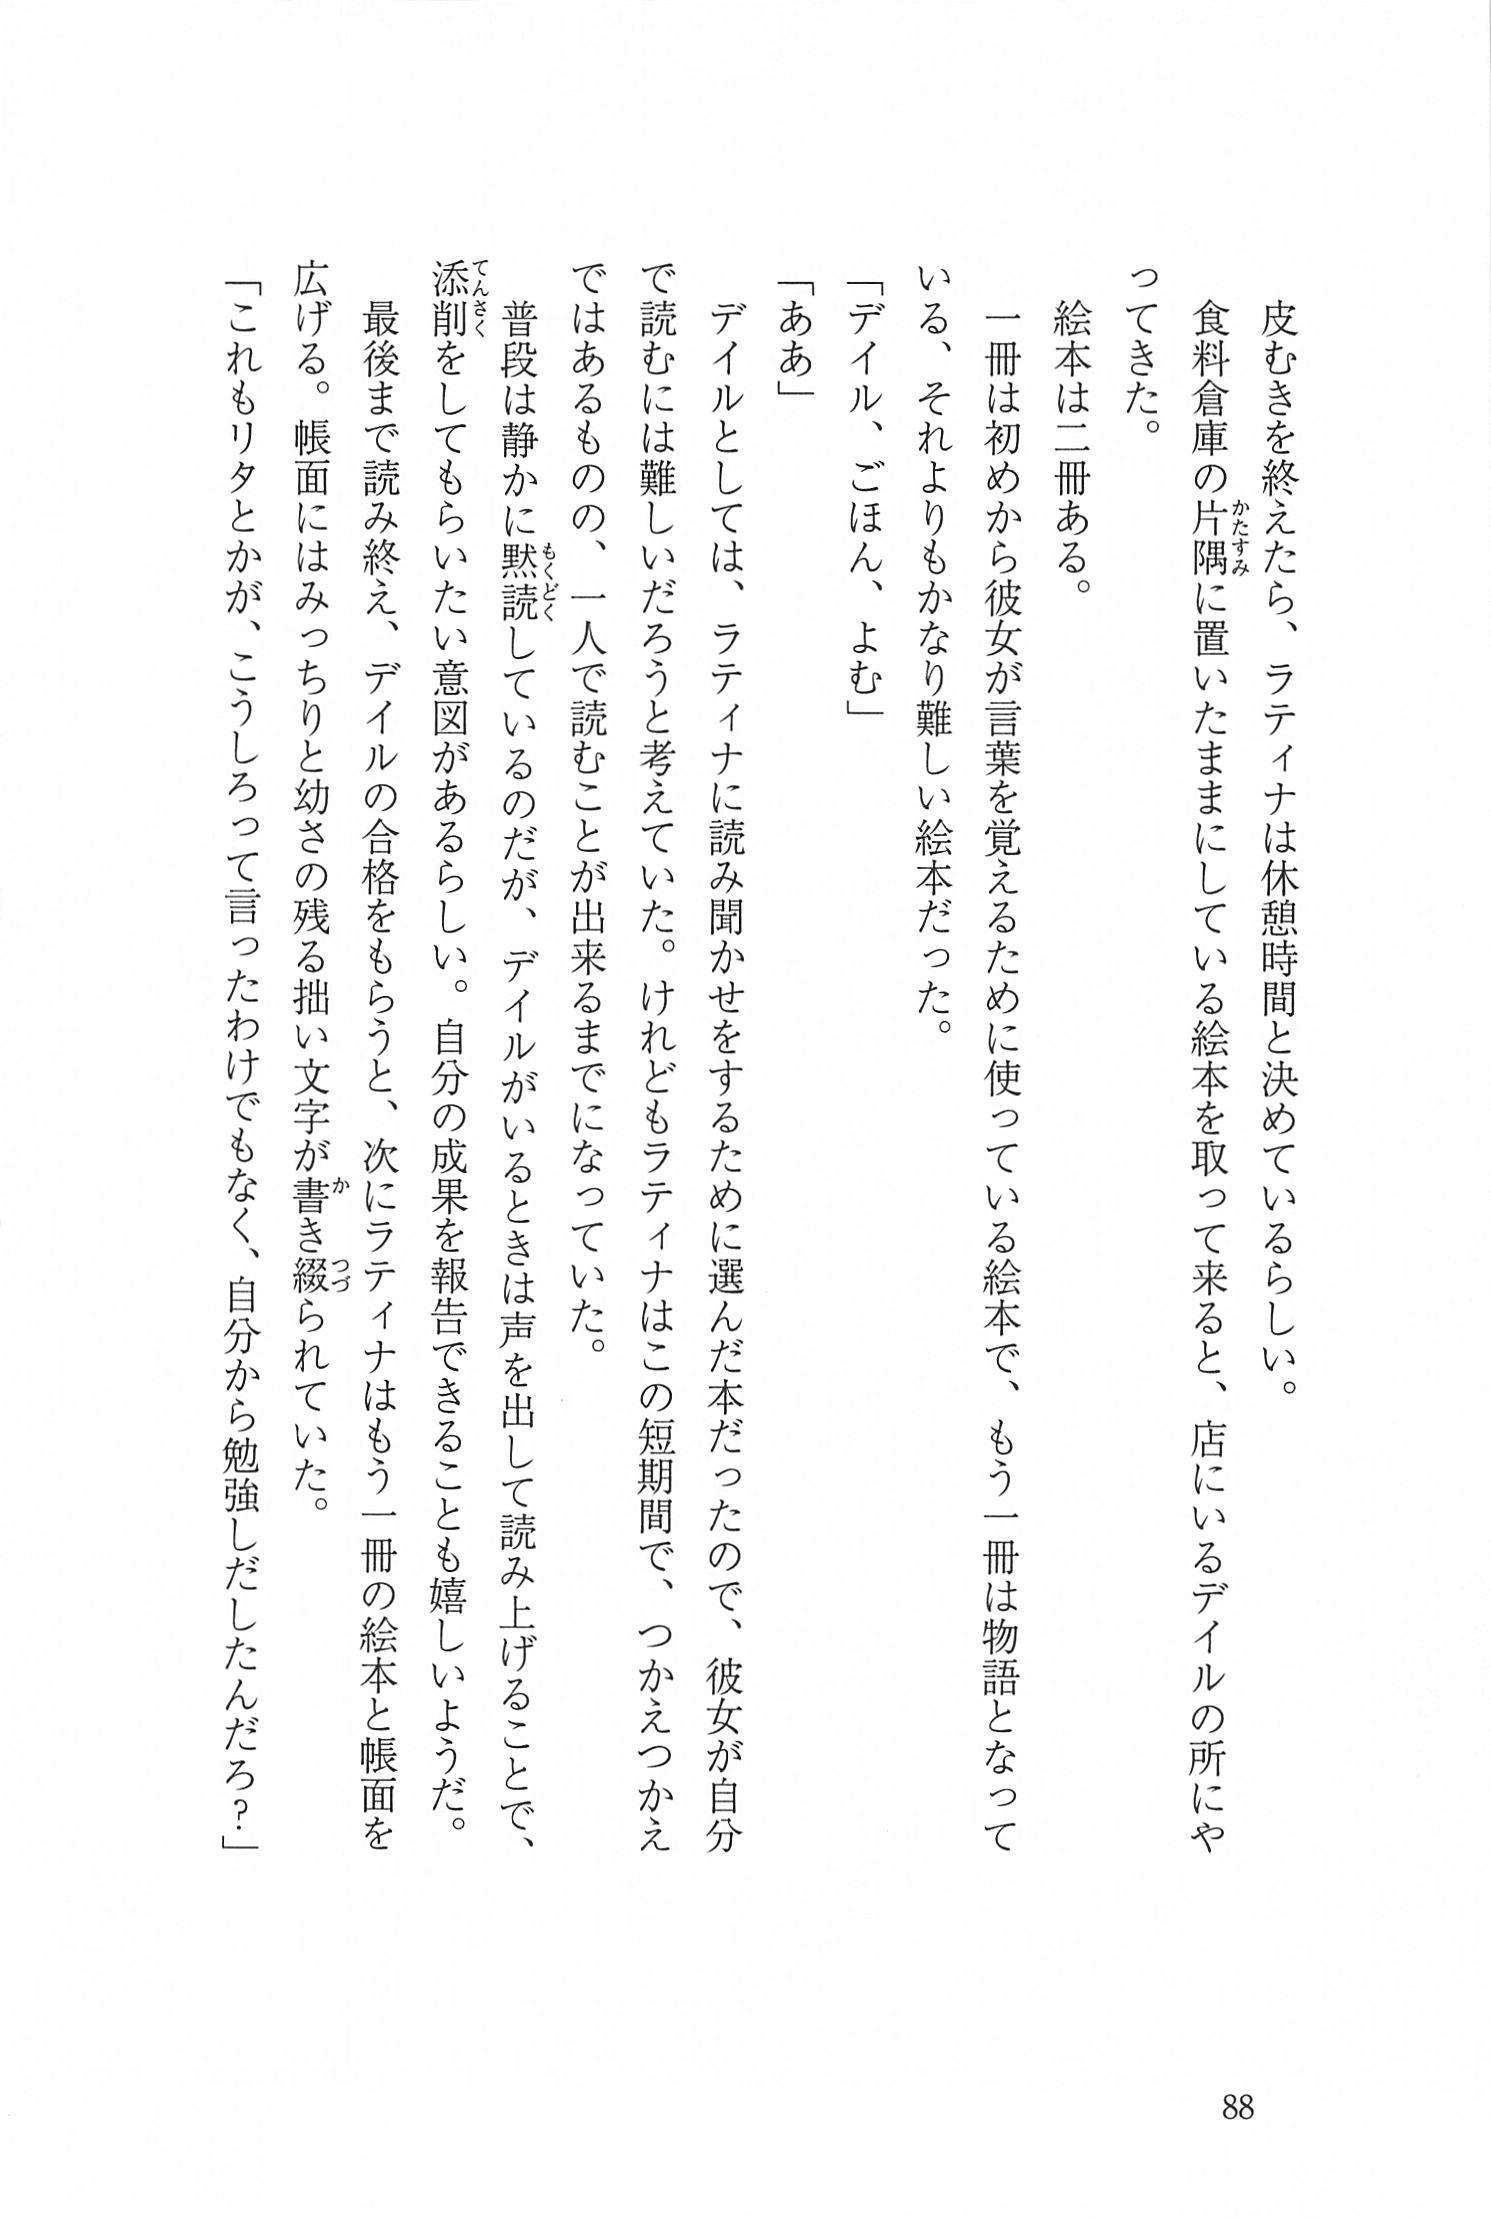 皮むきを終えたら、ラティナは休憩時間と決めているらしい。
食料倉庫の片隅に置いたままにしている絵本を取って来ると、店にいるデイルの所にや
ってきた。
絵本は二冊ある。
一冊は初めから彼女が言葉を覚えるために使っている絵本で、もう一冊は物語となって
いる、それよりもかなり難しい絵本だった。
「デイル、ごほん、よむ」
「ああ」
デイルとしては、ラティナに読み聞かせをするために選んだ本だったので、彼女が自分
で読むには難しいだろうと考えていた。けれどもラティナはこの短期間で、つかえつかえ
ではあるものの、一人で読むことが出来るまでになっていた。
普段は静かに黙読しているのだが、デイルがいるときは声を出して読み上げることで、
添削をしてもらいたい意図があるらしい。自分の成果を報告できることも嬉しいようだ。
最後まで読み終え、デイルの合格をもらうと、次にラティナはもう一冊の絵本と帳面を
広げる。帳面にはみっちりと幼さの残る拙い文字が書き綴られていた。
「これもリタとかが、こうしろって言ったわけでもなく、自分から勉強しだしたんだろ？」
かたすみ
もくどく
てんさく
か
つづ
88